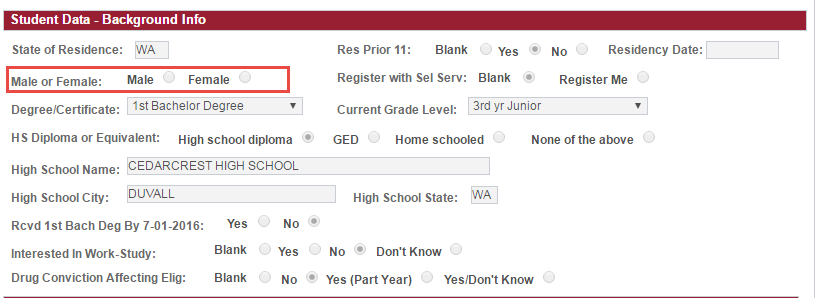 Student Data - Background Info
State of Residence: WA Res Prior 11: Blank Yes No Residency Date:
Male or Female: Male Female Register with Sel Serv: Blank Register Me
Degree/Certificate: 1st Bachelor Degree Current Grade Level: 3rd yr Junior
HS Diploma or Equivalent: High school diploma GED Home schooled None of the above
High School Name: CEDARCREST HIGH SCHOOL
High School City: DUVALL High School State: WA
Rcvd 1st Bach Deg By 7-01-2016: Yes No
Interested In Work-Study: Blank Yes No Don't Know
Drug Conviction Affecting Elig: Blank No Yes (Part Year) Yes/Don't Know